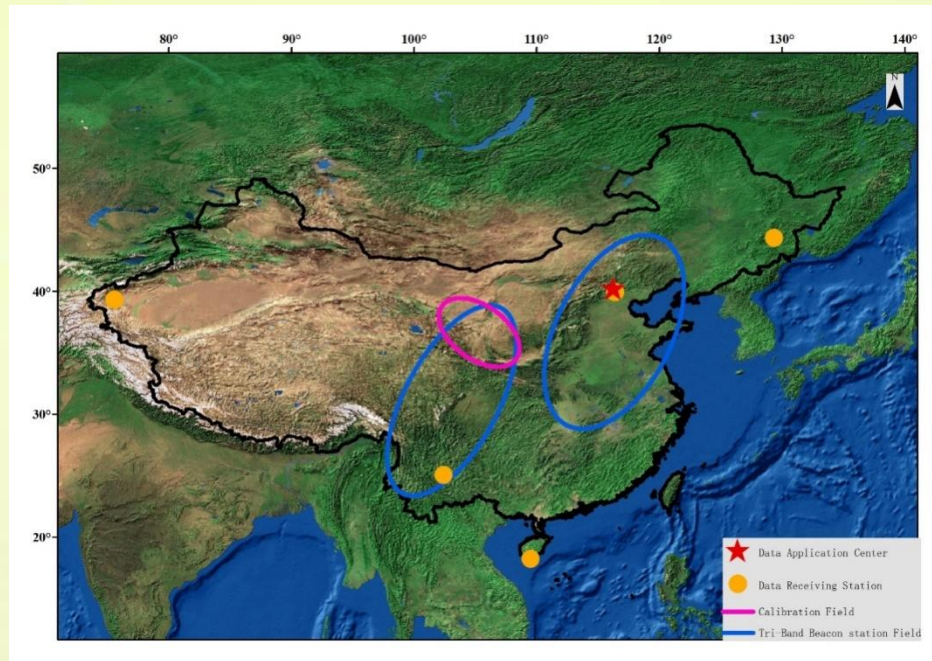 80° 90° 100° 110° 120° 130° 140°
N
50°
40°
30°
20°
Data Application Center
Data Receiving Station
Calibration Field
Tri-Band Beacon station Field